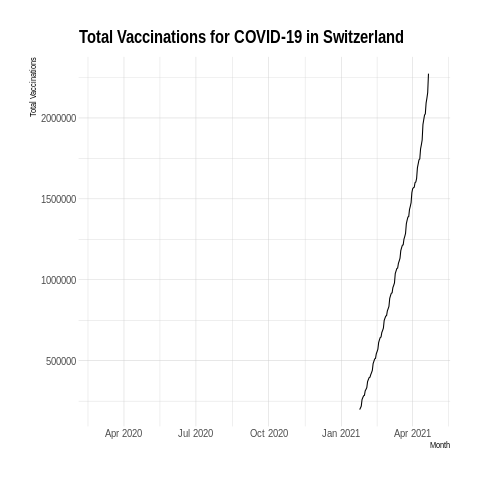 Total Vaccinations for COVID-19 in Switzerland
Total Vaccinations
2000000
1500000
1000000
500000
Apr 2020 Jul 2020 Oct 2020 Jan 2021 Apr 2021
Month